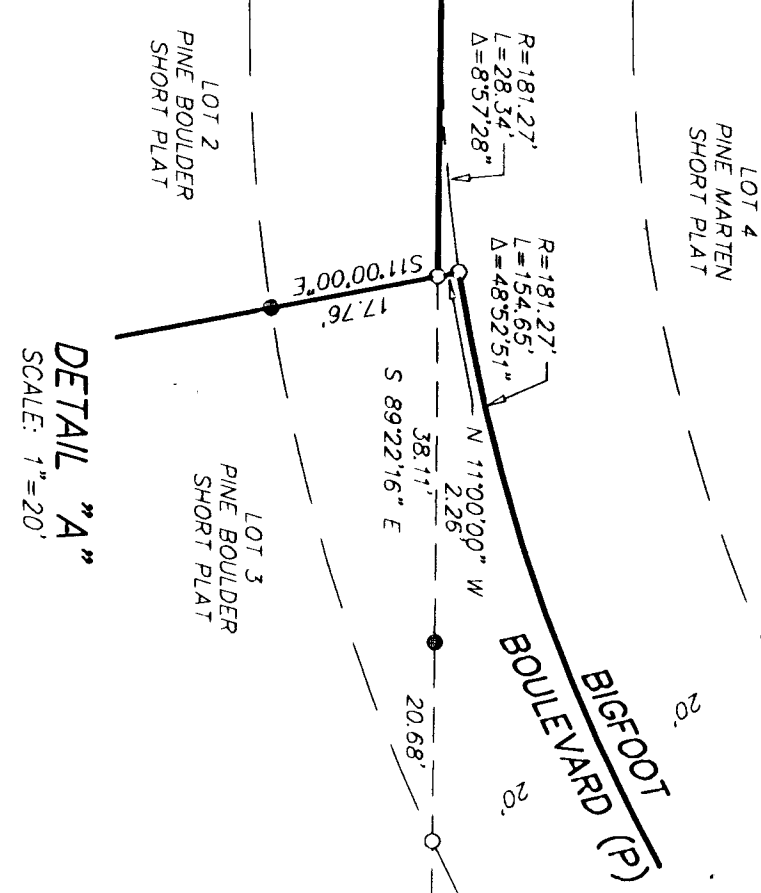 LOT 4
PINE MARTEN
SHORT PLAT
R=181.27'
L=28.34'
Δ=8°57'28"
LOT 2
PINE BOULDER
SHORT PLAT
R=181.27'
L=154.65'
Δ=48°52'51"
S11°00'00"E
17.76'
N 11°00'00" W
2.26'
38.11'
S 89°22'16" E
DETAIL "A"
SCALE: 1"=20'
LOT 3
PINE BOULDER
SHORT PLAT
BIGFOOT
BOULEVARD (P)
20'
20'
20.68'